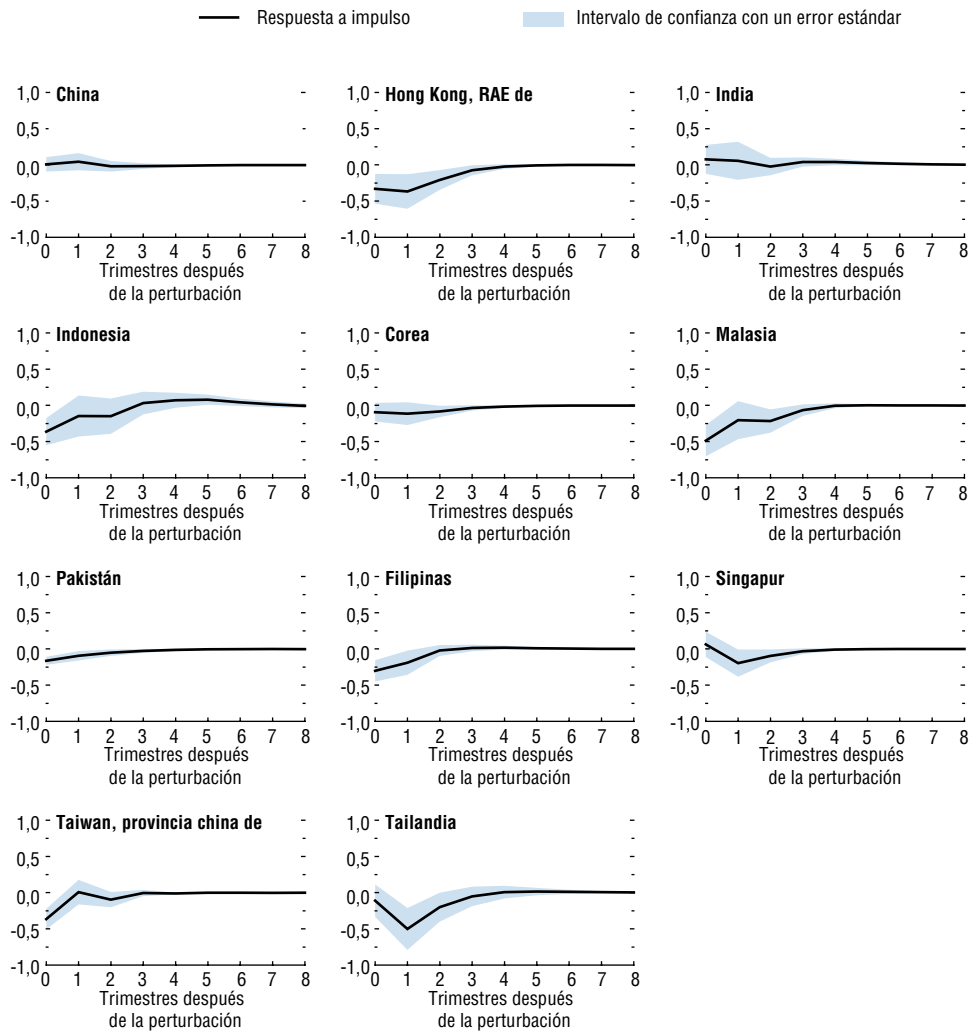 Respuesta a impulso
Intervalo de confianza con un error estándar
China
1,0
0,5
0,0
-0,5
-1,0
0 1 2 3 4 5 6 7 8
Trimestres después
de la perturbación
Hong Kong, RAE de
1,0
0,5
0,0
-0,5
-1,0
0 1 2 3 4 5 6 7 8
Trimestres después
de la perturbación
India
1,0
0,5
0,0
-0,5
-1,0
0 1 2 3 4 5 6 7 8
Trimestres después
de la perturbación
Indonesia
1,0
0,5
0,0
-0,5
-1,0
0 1 2 3 4 5 6 7 8
Trimestres después
de la perturbación
Corea
1,0
0,5
0,0
-0,5
-1,0
0 1 2 3 4 5 6 7 8
Trimestres después
de la perturbación
Malasia
1,0
0,5
0,0
-0,5
-1,0
0 1 2 3 4 5 6 7 8
Trimestres después
de la perturbación
Pakistán
1,0
0,5
0,0
-0,5
-1,0
0 1 2 3 4 5 6 7 8
Trimestres después
de la perturbación
Filipinas
1,0
0,5
0,0
-0,5
-1,0
0 1 2 3 4 5 6 7 8
Trimestres después
de la perturbación
Singapur
1,0
0,5
0,0
-0,5
-1,0
0 1 2 3 4 5 6 7 8
Trimestres después
de la perturbación
Taiwan, provincia china de
1,0
0,5
0,0
-0,5
-1,0
0 1 2 3 4 5 6 7 8
Trimestres después
de la perturbación
Tailandia
1,0
0,5
0,0
-0,5
-1,0
0 1 2 3 4 5 6 7 8
Trimestres después
de la perturbación